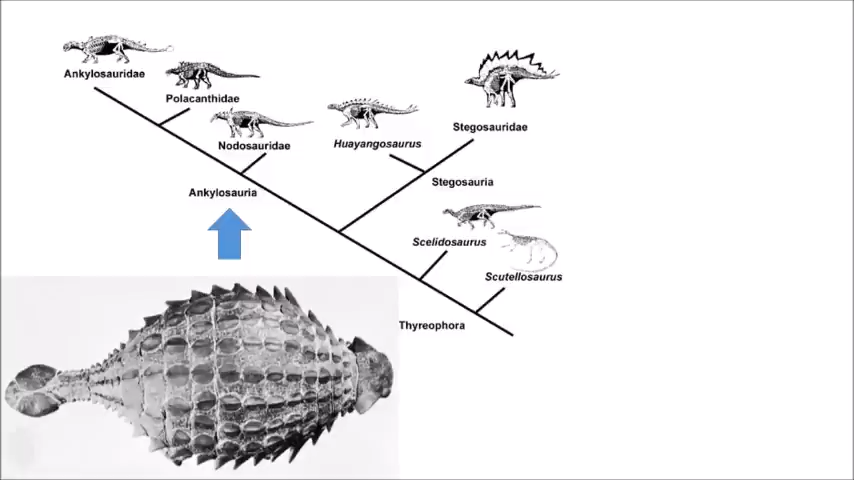 Ankylosauridae
Polacanthidae
Nodosauridae
Huayangosaurus
Stegosauridae
Stegosauria
Ankylosauria
Scelidosaurus
Scutellosaurus
Thyreophora